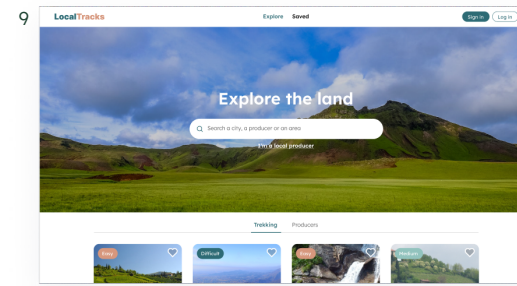 9
LocalTracks
Explore Saved
Sign in Log in
Explore the land
Search a city, a producer or an area
I'm a local producer
Trekking Producers
Easy Difficult Easy Medium